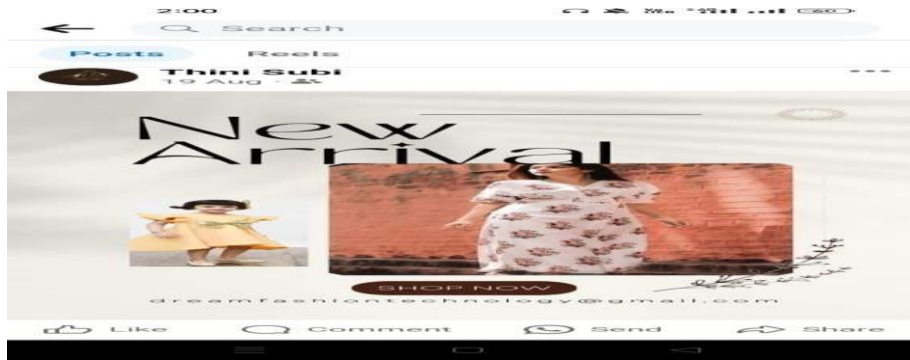 2:00
Search
Posts Reels
Thini Subi
19 Aug
New
Arrival
SHOP NOW
dreamfashiontechnology@gmail.com
Like Comment Send Share